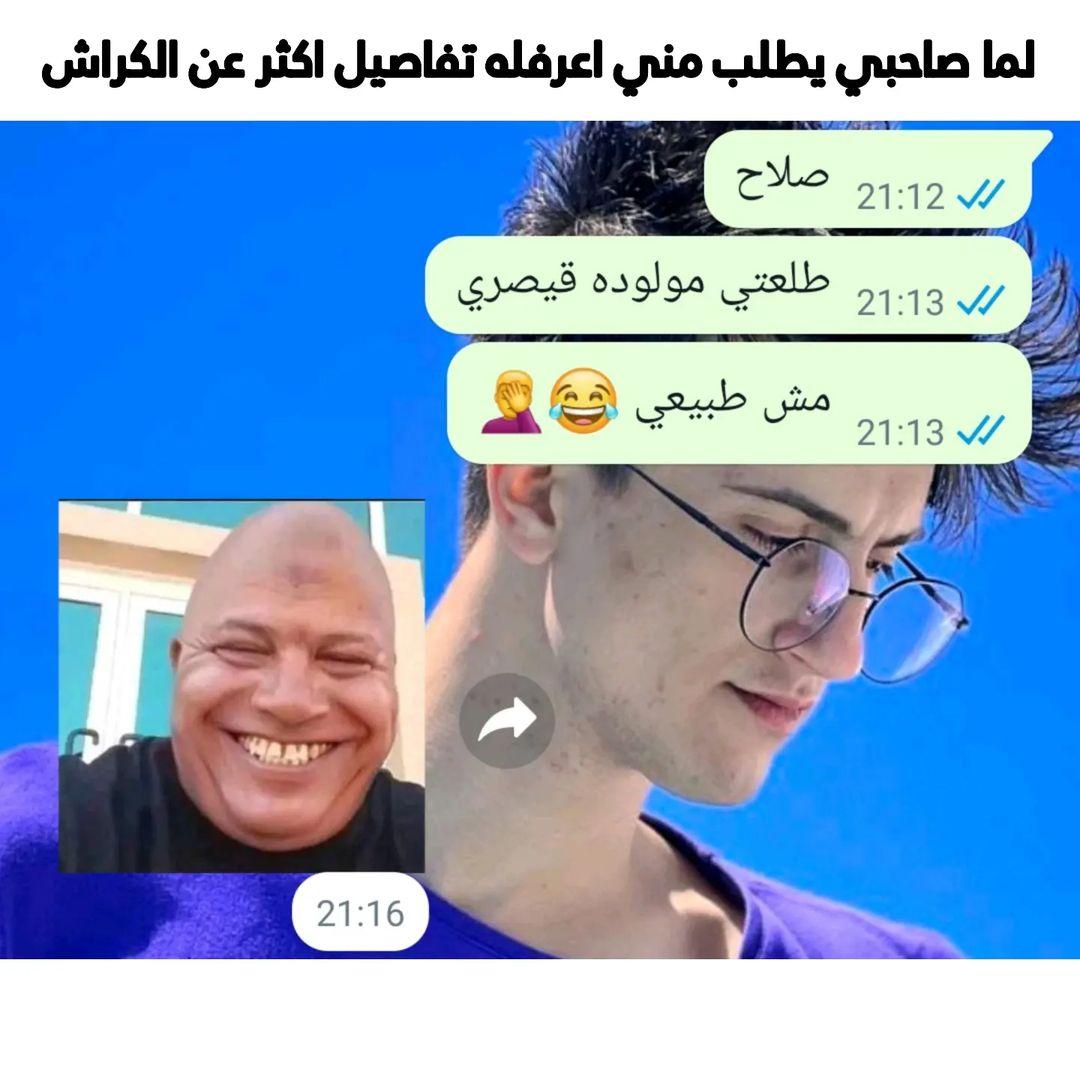 لما صاحبي يطلب مني اعرفله تفاصيل اكثر عن الكراش
صلاح
21:12
طلعتي مولوده قيصري
21:13
مش طبيعي 😂🤦
21:13
21:16